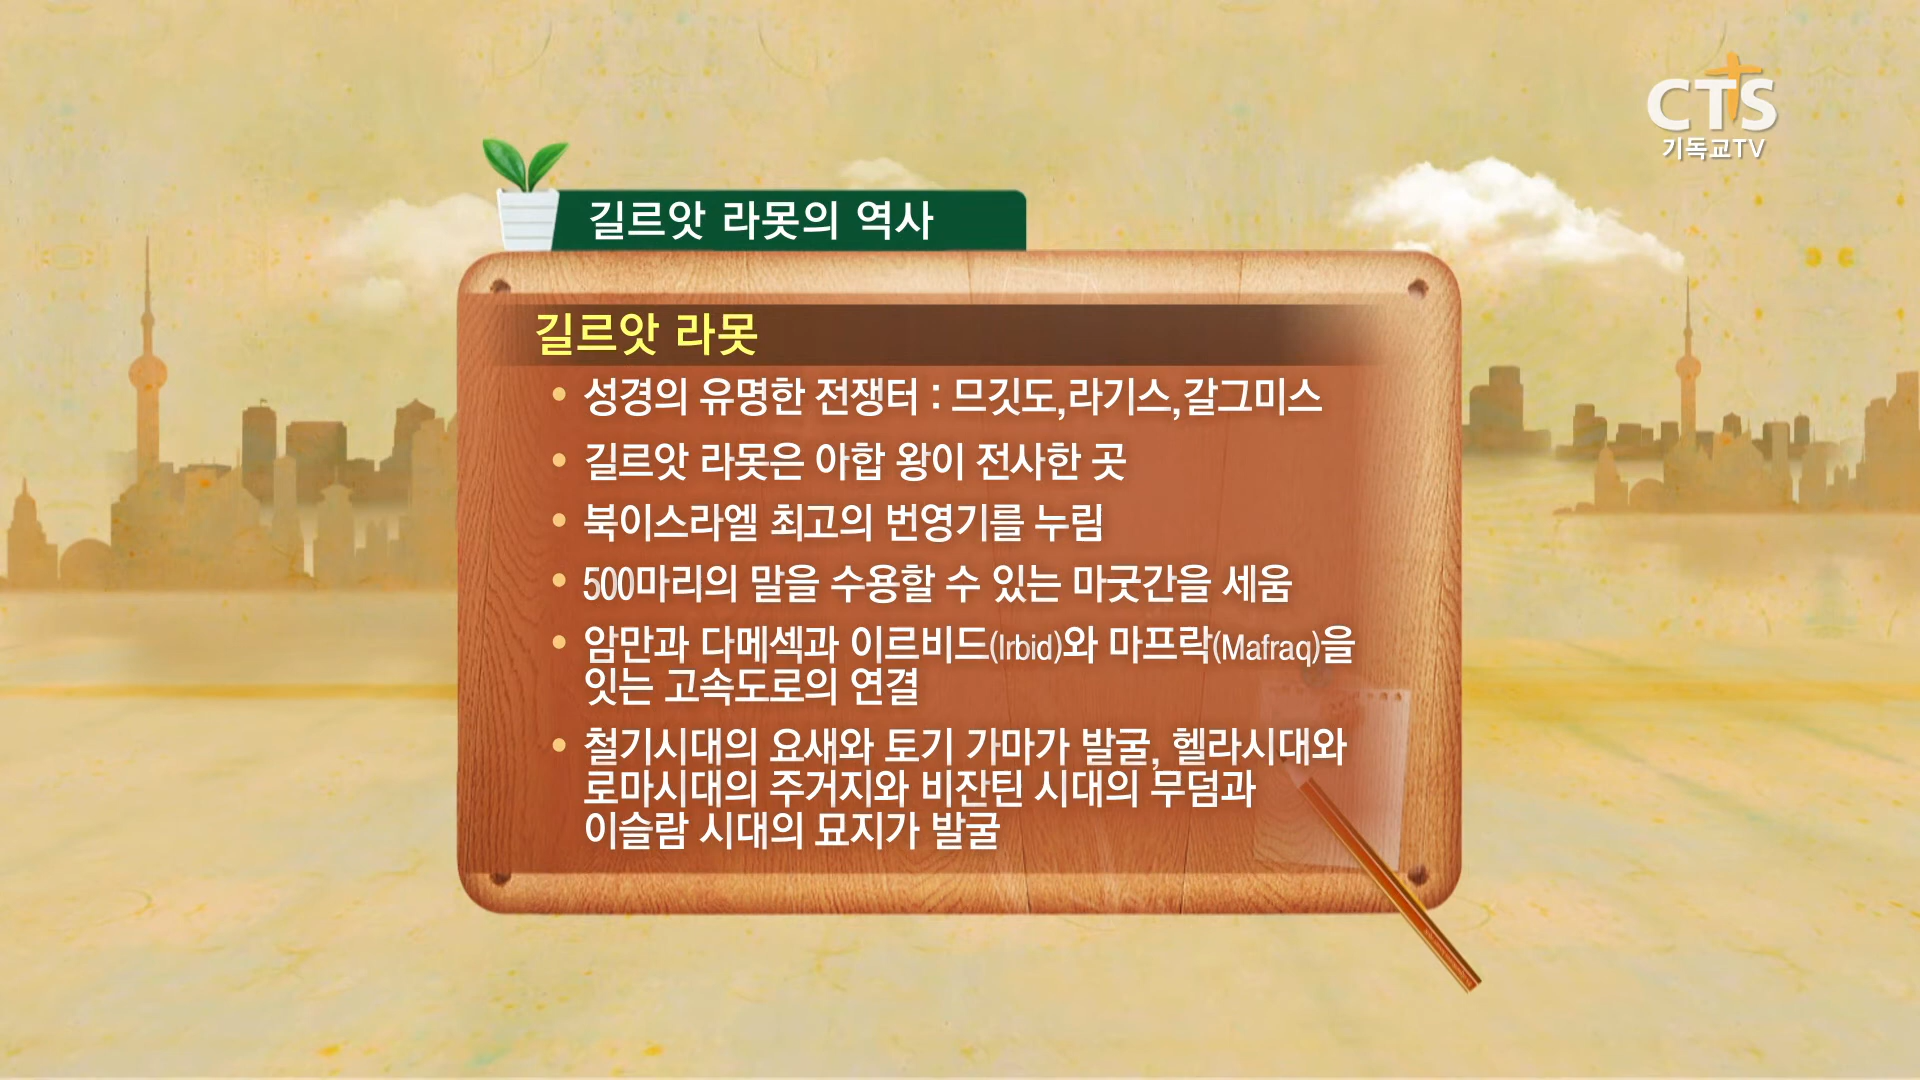 CTS
기독교TV
길르앗 라못의 역사
길르앗 라못
• 성경의 유명한 전쟁터 : 므깃도,라기스,갈그미스
• 길르앗 라못은 아합 왕이 전사한 곳
• 북이스라엘 최고의 번영기를 누림
• 500마리의 말을 수용할 수 있는 마굿간을 세움
• 암만과 다메섹과 이르비드(Irbid)와 마프락(Mafraq)을
잇는 고속도로의 연결
• 철기시대의 요새와 토기 가마가 발굴, 헬라시대와
로마시대의 주거지와 비잔틴 시대의 무덤과
이슬람 시대의 묘지가 발굴